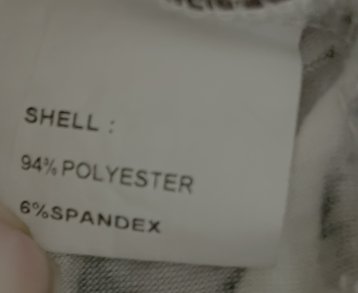 SHELL :
94% POLYESTER
6%SPANDEX